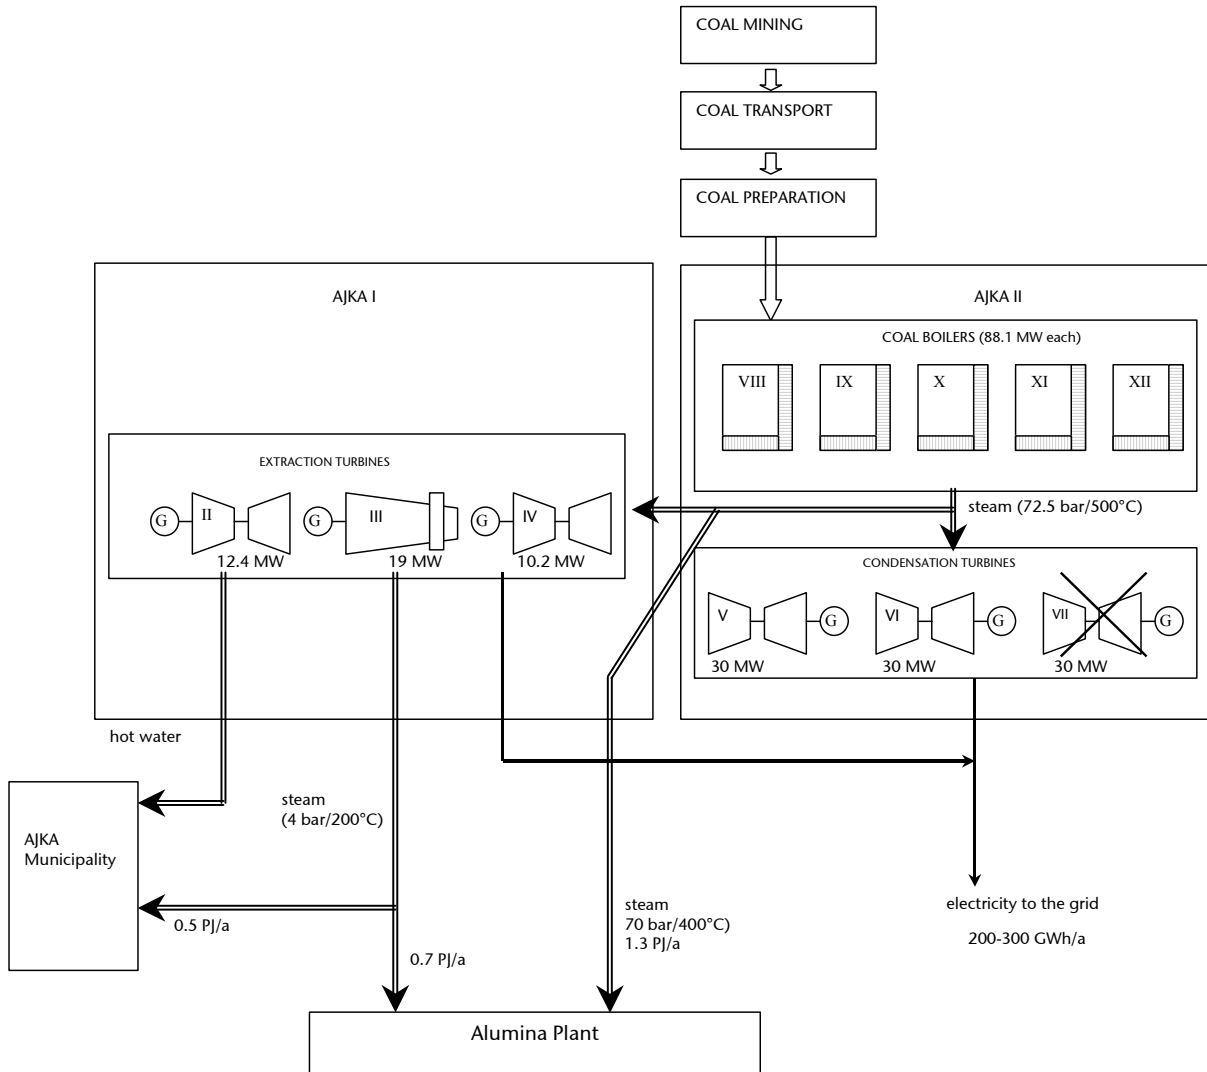 COAL MINING
COAL TRANSPORT
COAL PREPARATION
AJKA I
AJKA II
COAL BOILERS (88.1 MW each)
VIII
IX
X
XI
XII
EXTRACTION TURBINES
G
II
G
III
G
IV
12.4 MW
19 MW
10.2 MW
steam (72.5 bar/500°C)
CONDENSATION TURBINES
V
G
VI
G
VII
G
30 MW
30 MW
30 MW
hot water
steam
(4 bar/200°C)
AJKA
Municipality
0.5 PJ/a
0.7 PJ/a
steam
70 bar/400°C)
1.3 PJ/a
electricity to the grid
200-300 GWh/a
Alumina Plant